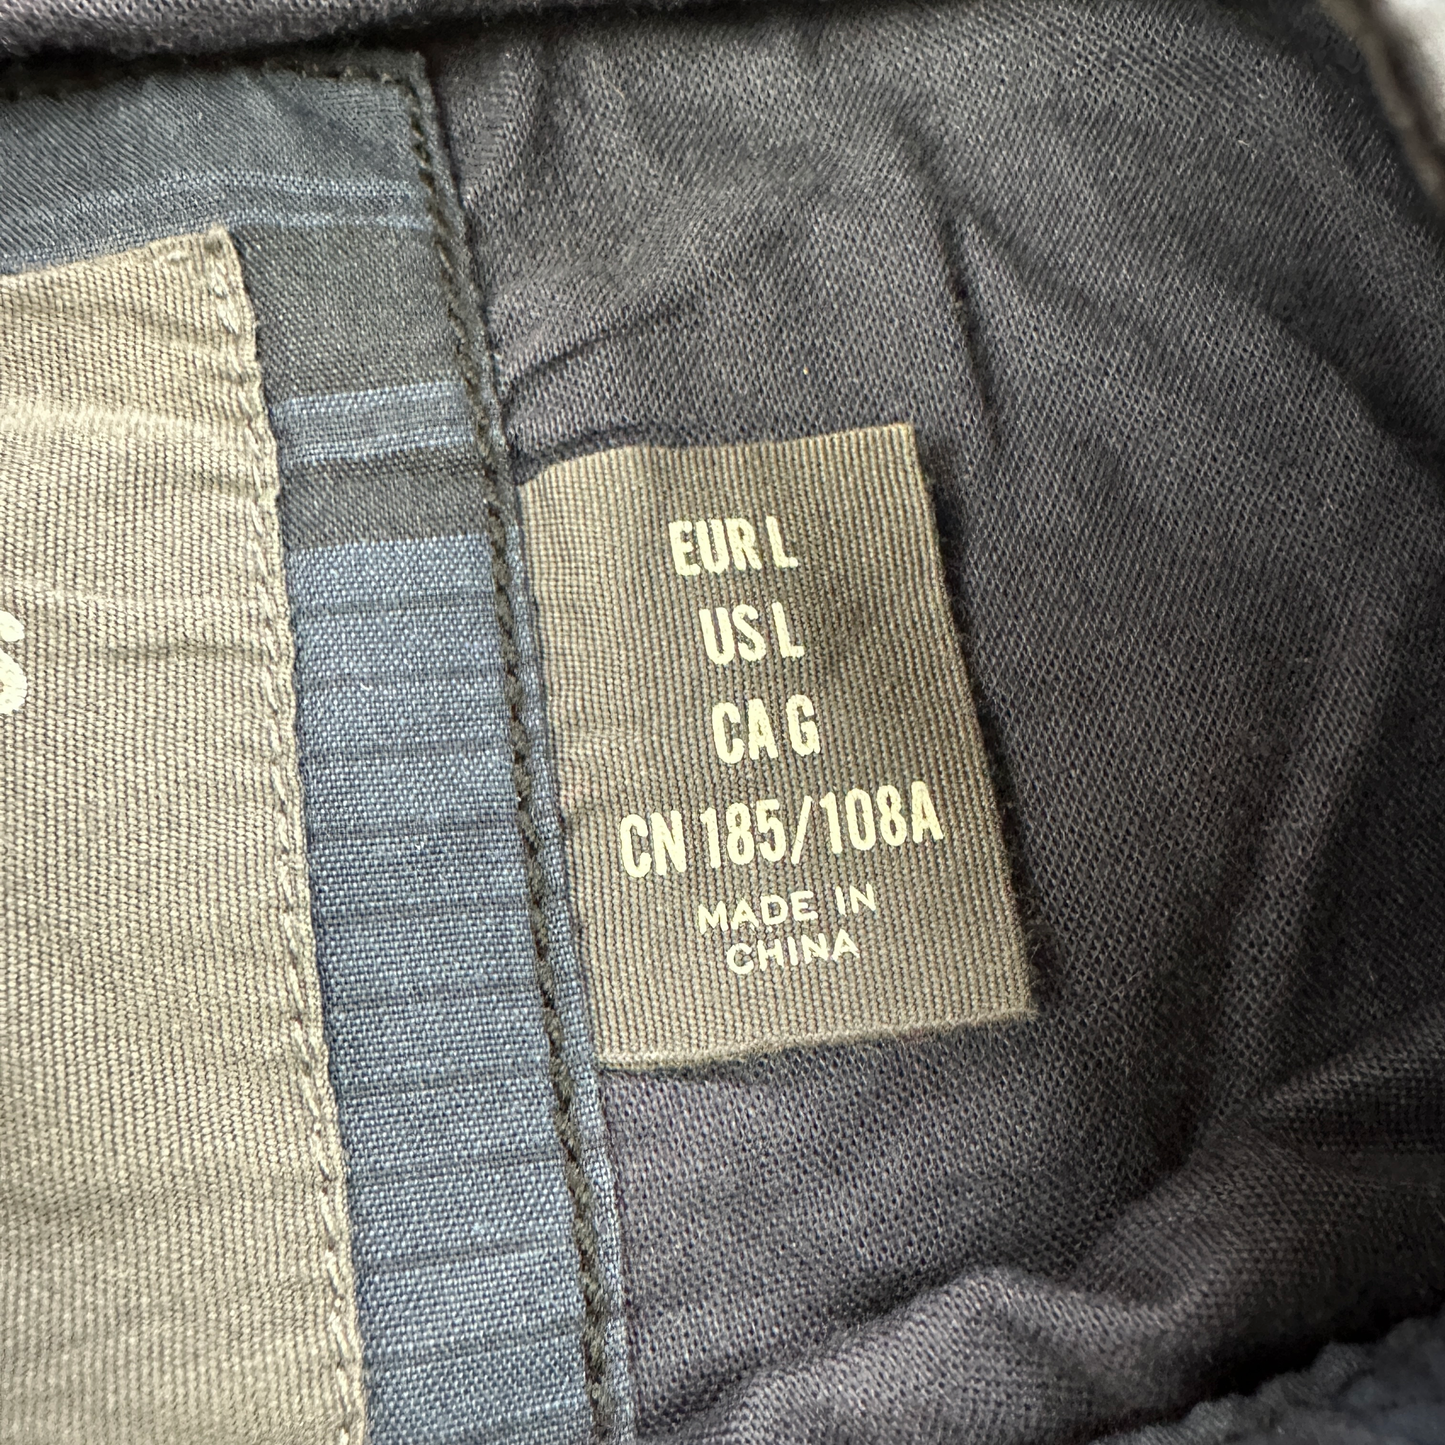 EUR L
US L
CA G
CN 185/108A
MADE IN
CHINA